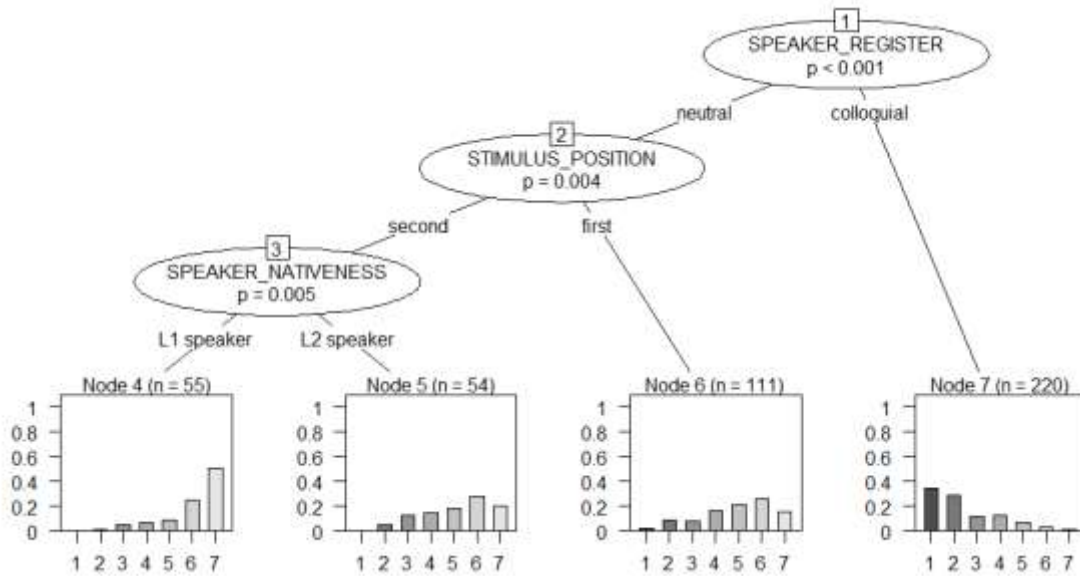 1
SPEAKER_REGISTER
p < 0.001
neutral
colloquial
2
STIMULUS_POSITION
p = 0.004
second
first
3
SPEAKER_NATIVENESS
p = 0.005
L1 speaker
L2 speaker
Node 4 (n = 55)
1
0.8
0.6
0.4
0.2
0
1 2 3 4 5 6 7
Node 5 (n = 54)
1
0.8
0.6
0.4
0.2
0
1 2 3 4 5 6 7
Node 6 (n = 111)
1
0.8
0.6
0.4
0.2
0
1 2 3 4 5 6 7
Node 7 (n = 220)
1
0.8
0.6
0.4
0.2
0
1 2 3 4 5 6 7